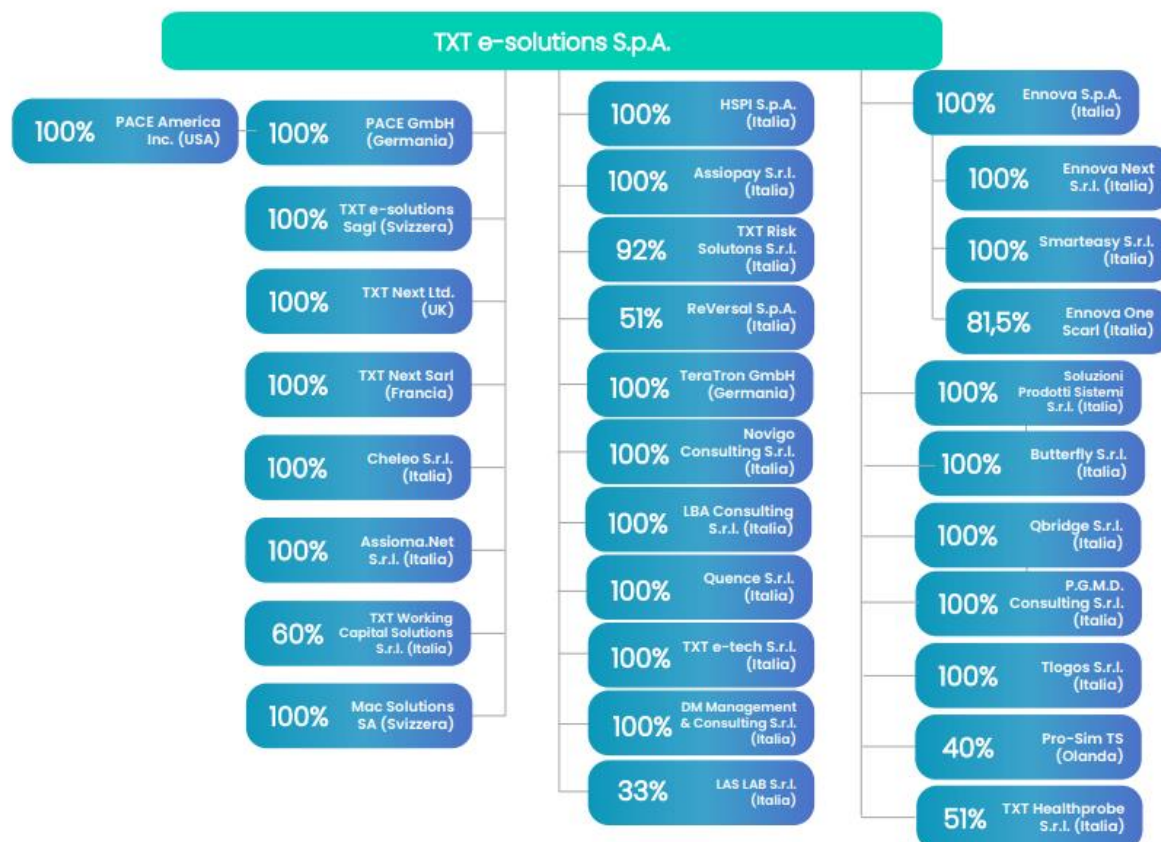 TXT e-solutions S.p.A.
100%
PACE America
Inc. (USA)
100%
PACE GmbH
(Germania)
100%
TXT e-solutions
Sagl (Svizzera)
100%
TXT Next Ltd.
(UK)
100%
TXT Next Sarl
(Francia)
100%
Cheleo S.r.l.
(Italia)
100%
Assioma.Net
S.r.l. (Italia)
60%
TXT Working
Capital Solutions
S.r.l. (Italia)
100%
Mac Solutions
SA (Svizzera)
100%
HSPI S.p.A.
(Italia)
100%
Assiopay S.r.l.
(Italia)
92%
TXT Risk
Solutons S.r.l.
(Italia)
51%
ReVersal S.p.A.
(Italia)
100%
TeraTron GmbH
(Germania)
100%
Novigo
Consulting S.r.l.
(Italia)
100%
LBA Consulting
S.r.l. (Italia)
100%
Quence S.r.l.
(Italia)
100%
TXT e-tech S.r.l.
(Italia)
100%
DM Management
& Consulting S.r.l.
(Italia)
33%
LAS LAB S.r.l.
(Italia)
100%
Ennova S.p.A.
(Italia)
100%
Ennova Next
S.r.l. (Italia)
100%
Smarteasy S.r.l.
(Italia)
81,5%
Ennova One
Scarl (Italia)
100%
Soluzioni
Prodotti Sistemi
S.r.l. (Italia)
100%
Butterfly S.r.l.
(Italia)
100%
Qbridge S.r.l.
(Italia)
100%
P.G.M.D.
Consulting S.r.l.
(Italia)
100%
Tlogos S.r.l.
(Italia)
40%
Pro-Sim TS
(Olanda)
51%
TXT Healthprobe
S.r.l. (Italia)